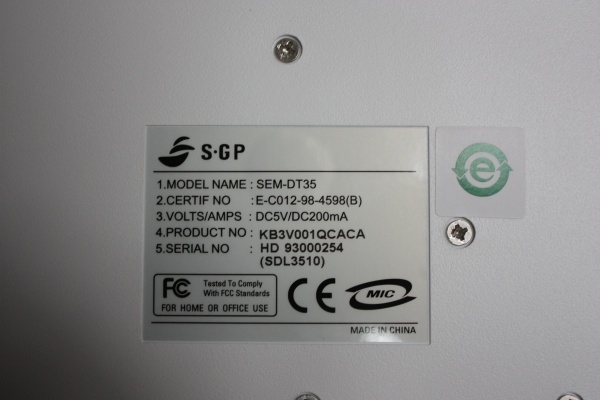 S·GP
1.MODEL NAME : SEM-DT35
2.CERTIF NO : E-C012-98-4598(B)
3.VOLTS/AMPS : DC5V/DC200mA
4.PRODUCT NO : KB3V001QCACA
5.SERIAL NO : HD 93000254
(SDL3510)
FC Tested To Comply
With FCC Standards
FOR HOME OR OFFICE USE
CE
MIC
MADE IN CHINA
e